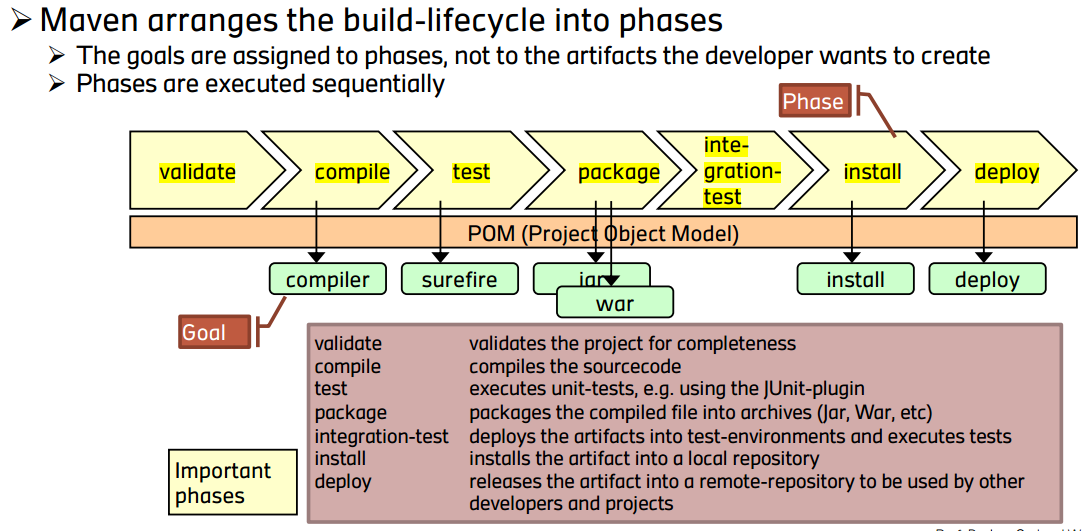 Maven arranges the build-lifecycle into phases
The goals are assigned to phases, not to the artifacts the developer wants to create
Phases are executed sequentially
Phase
validate
compile
test
package
inte-
gration-
test
install
deploy
POM (Project Object Model)
compiler
surefire
jar
war
install
deploy
Goal
validate validates the project for completeness
compile compiles the sourcecode
test executes unit-tests, e.g. using the JUnit-plugin
package packages the compiled file into archives (Jar, War, etc)
integration-test deploys the artifacts into test-environments and executes tests
install installs the artifact into a local repository
deploy releases the artifact into a remote-repository to be used by other
developers and projects
Important
phases